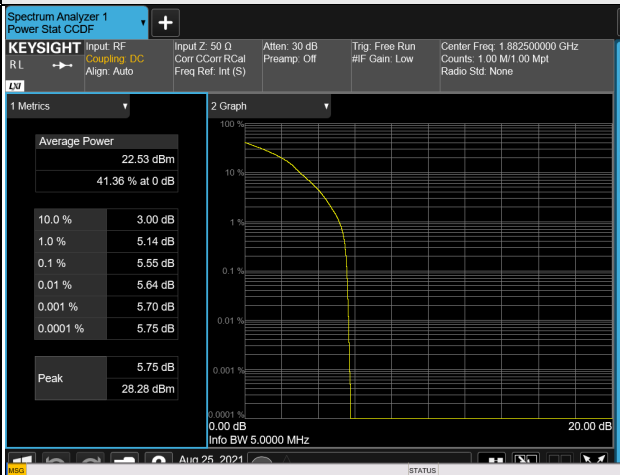 Spectrum Analyzer 1
Power Stat CCDF
+
KEYSIGHT
R L
LXI
Input: RF
Coupling: DC
Align: Auto
Input Z: 50 Ω
Corr CCorr RCal
Freq Ref: Int (S)
Atten: 30 dB
Preamp: Off
Trig: Free Run
#IF Gain: Low
Center Freq: 1.882500000 GHz
Counts: 1.00 M/1.00 Mpt
Radio Std: None
1 Metrics
Average Power
22.53 dBm
41.36 % at 0 dB
10.0 % 3.00 dB
1.0 % 5.14 dB
0.1 % 5.55 dB
0.01 % 5.64 dB
0.001 % 5.70 dB
0.0001 % 5.75 dB
Peak
5.75 dB
28.28 dBm
2 Graph
100 %
10 %
1 %
0.1 %
0.01 %
0.001 %
0.0001 %
0.00 dB 20.00 dB
Info BW 5.0000 MHz
Aug 25, 2021
MSG STATUS